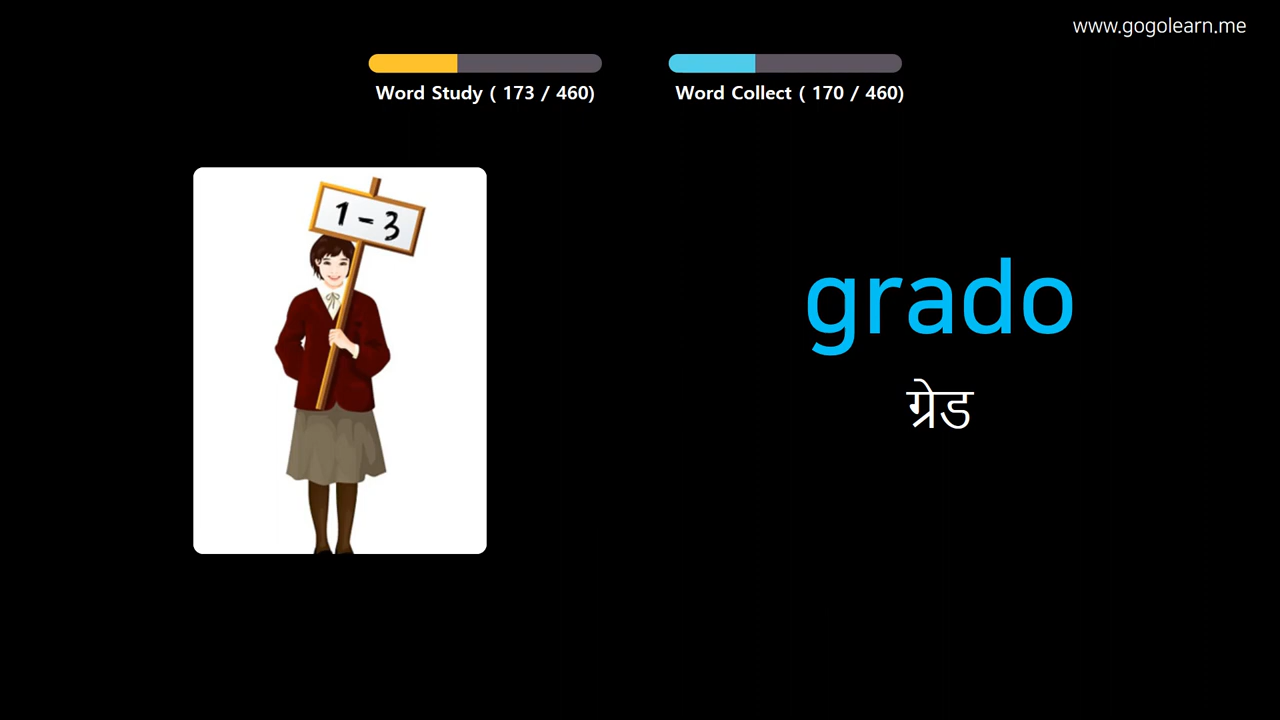 www.gogolearn.me
Word Study ( 173 / 460)
Word Collect ( 170 / 460)
1 - 3
grado
ग्रेड